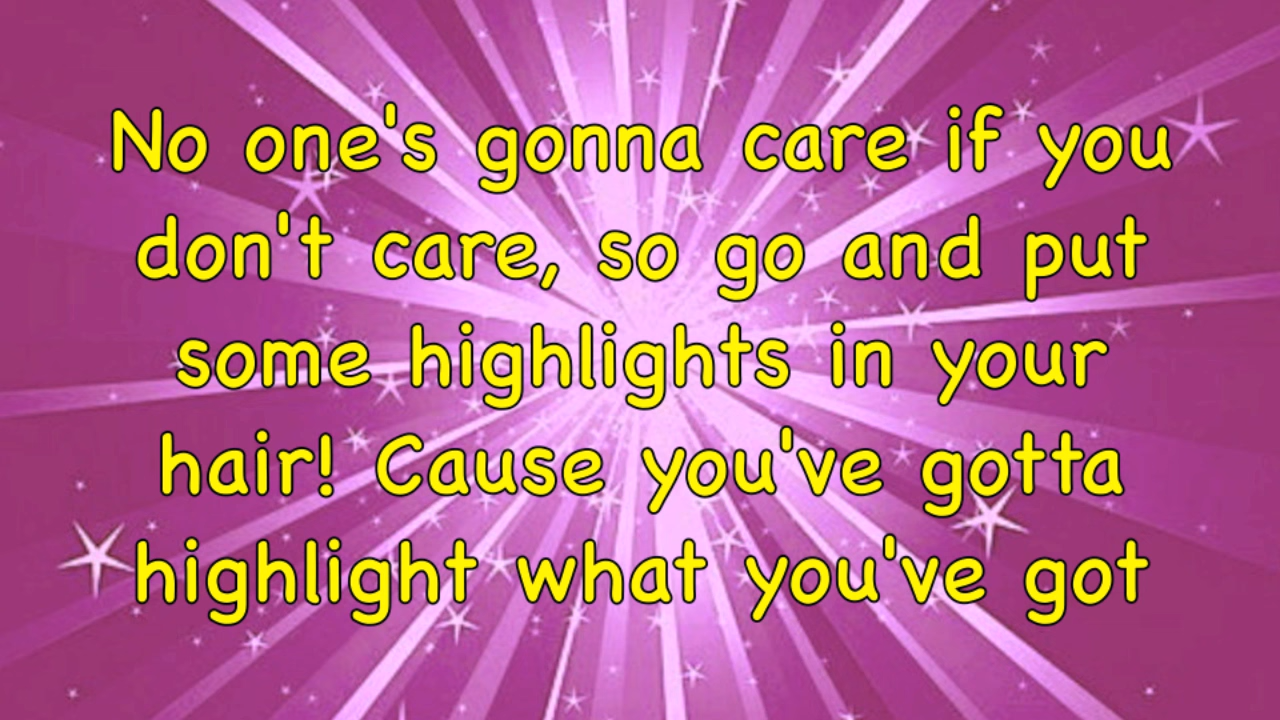 No one's gonna care if you
don't care, so go and put
some highlights in your
hair! Cause you've gotta
highlight what you've got